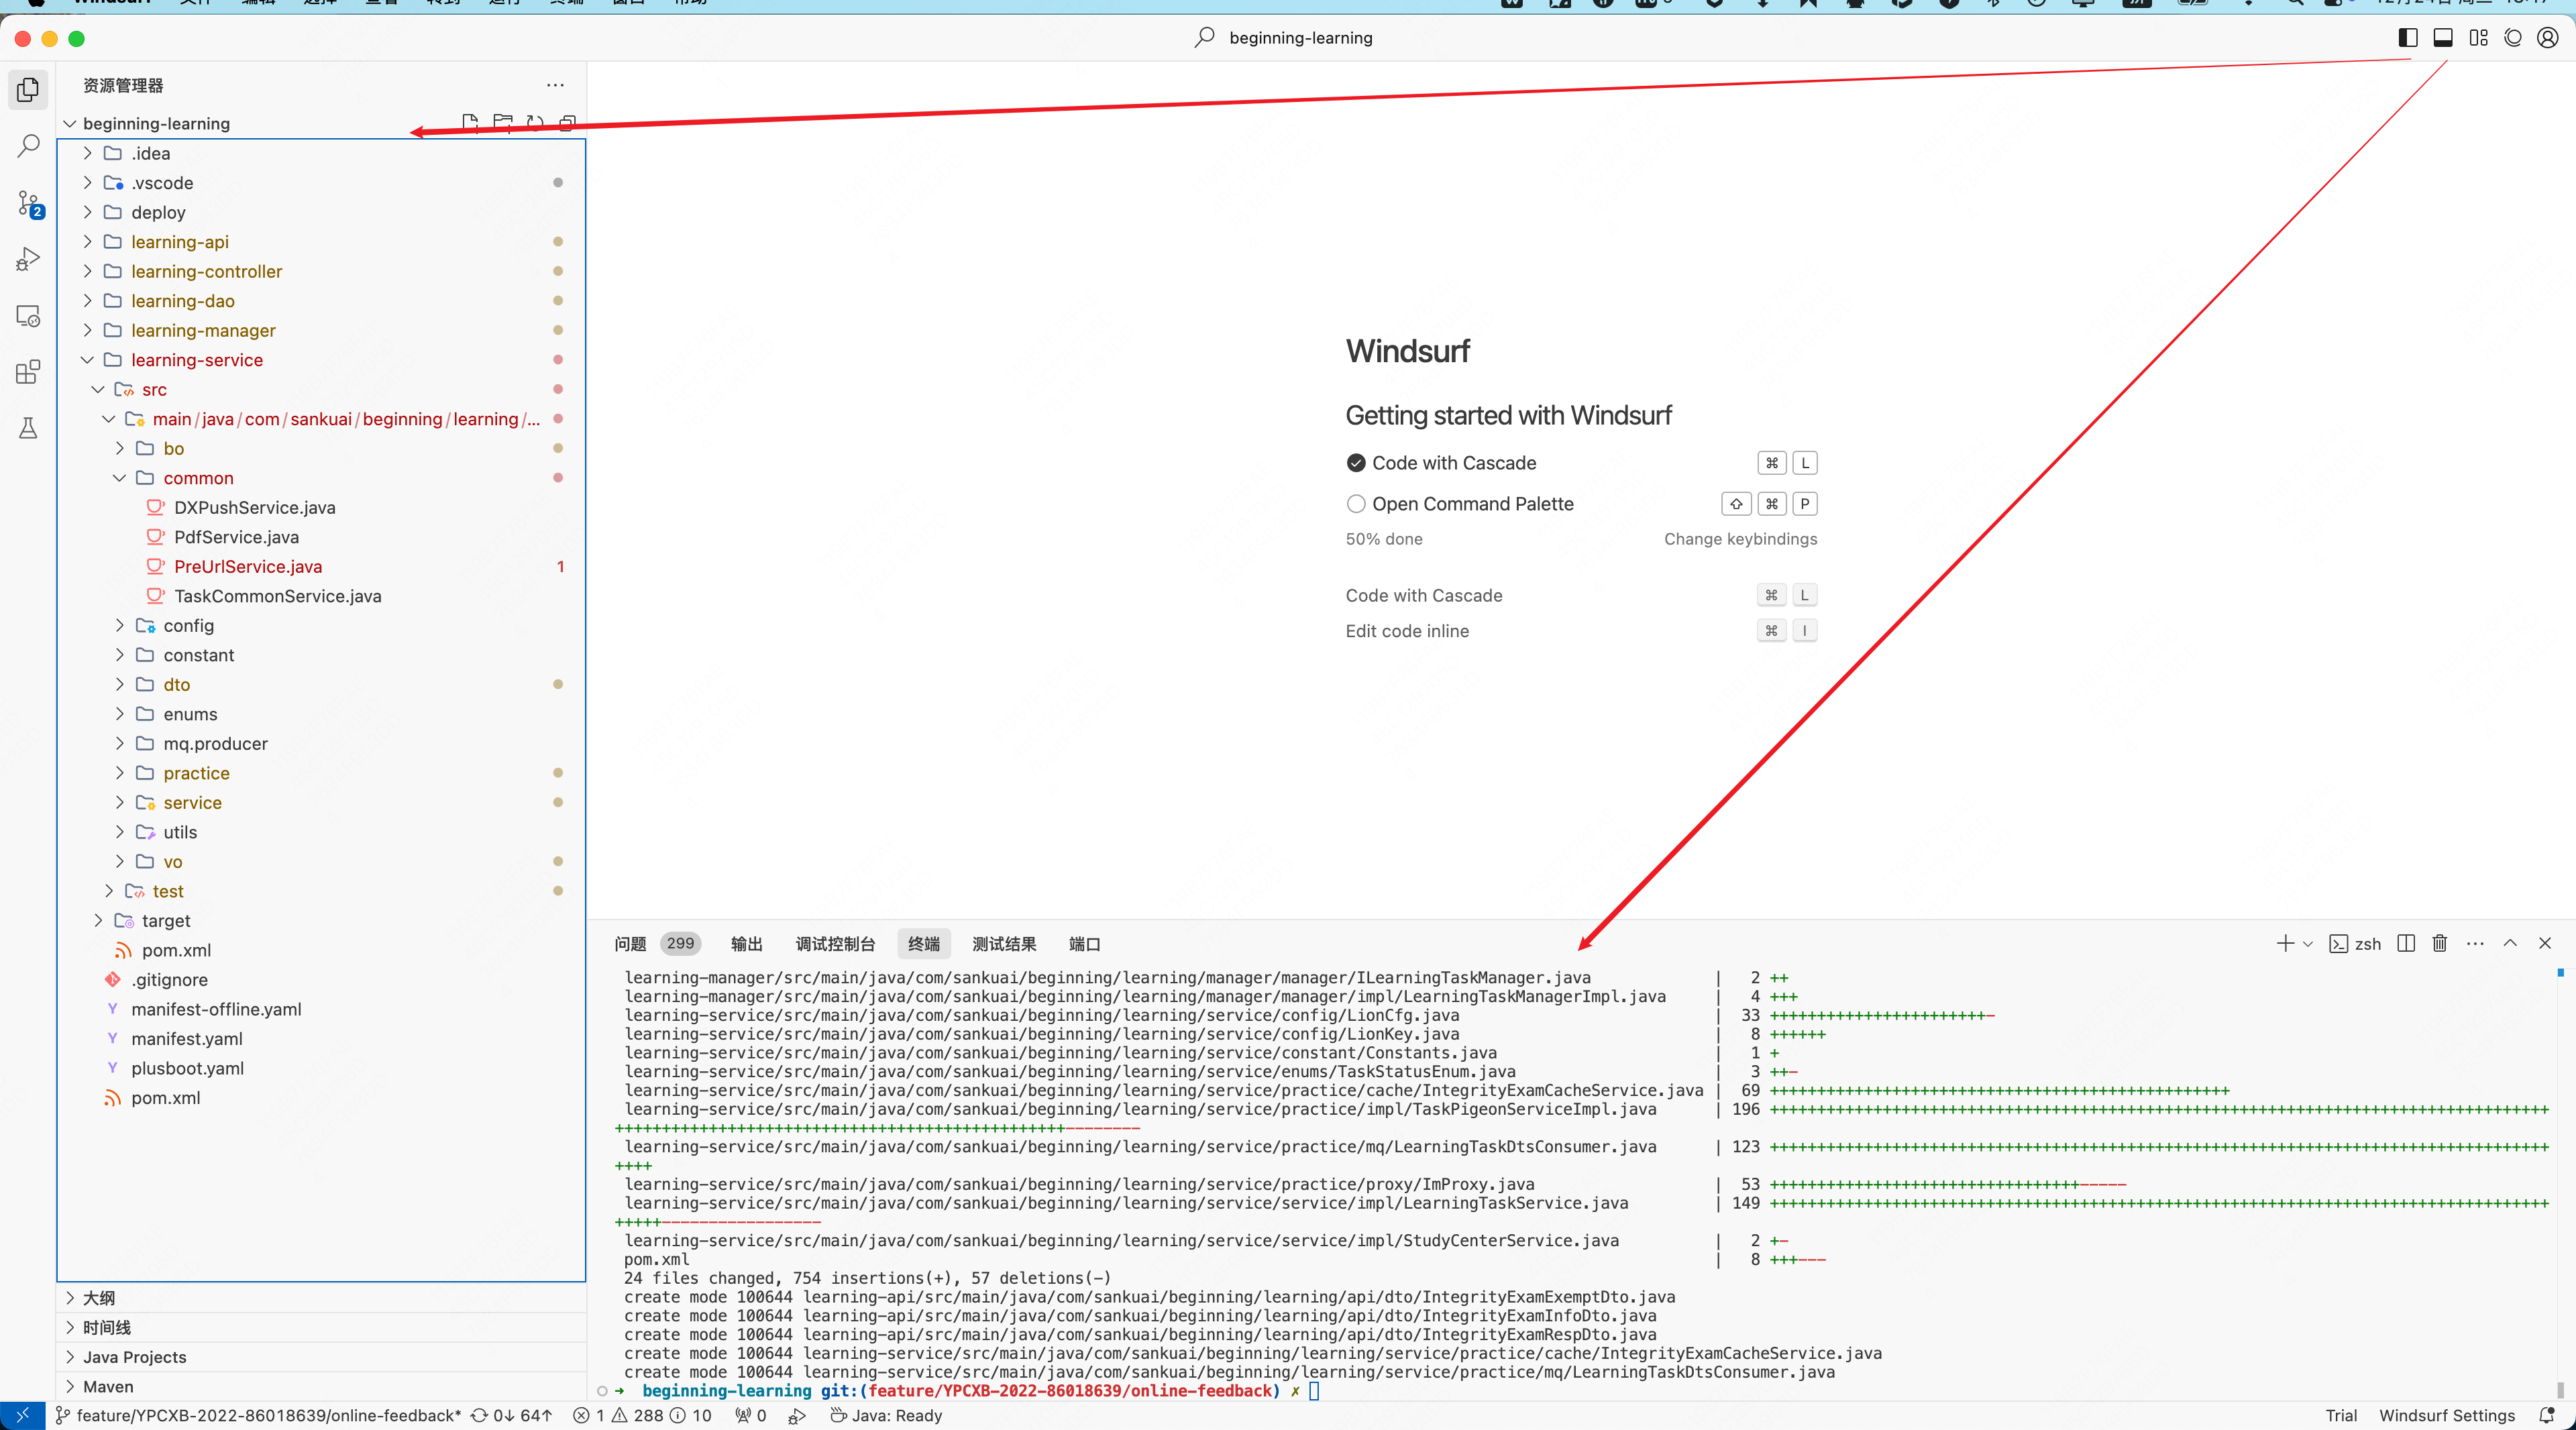 beginning-learning
资源管理器
beginning-learning
.idea
.vscode
deploy
learning-api
learning-controller
learning-dao
learning-manager
learning-service
src
main/java/com/sankuai/beginning/learning/...
bo
common
DXPushService.java
PdfService.java
PreUrlService.java 1
TaskCommonService.java
config
constant
dto
enums
mq.producer
practice
service
utils
vo
test
target
pom.xml
.gitignore
manifest-offline.yaml
manifest.yaml
plusboot.yaml
pom.xml
大纲
时间线
Java Projects
Maven
2
Windsurf
Getting started with Windsurf
Code with Cascade ⌘ L
Open Command Palette ⇧ ⌘ P
50% done Change keybindings
Code with Cascade ⌘ L
Edit code inline ⌘ I
问题 299 输出 调试控制台 终端 测试结果 端口 zsh
learning-manager/src/main/java/com/sankuai/beginning/learning/manager/manager/ILearningTaskManager.java | 2 ++
learning-manager/src/main/java/com/sankuai/beginning/learning/manager/manager/impl/LearningTaskManagerImpl.java | 4 +++
learning-service/src/main/java/com/sankuai/beginning/learning/service/config/LionCfg.java | 33 ++++++++++++++++++++++++-
learning-service/src/main/java/com/sankuai/beginning/learning/service/config/LionKey.java | 8 ++++++
learning-service/src/main/java/com/sankuai/beginning/learning/service/constant/Constants.java | 1 +
learning-service/src/main/java/com/sankuai/beginning/learning/service/enums/TaskStatusEnum.java | 3 ++-
learning-service/src/main/java/com/sankuai/beginning/learning/service/practice/cache/IntegrityExamCacheService.java | 69 +++++++++++++++++++++++++++++++++++++++++++++++++
learning-service/src/main/java/com/sankuai/beginning/learning/service/practice/impl/TaskPigeonServiceImpl.java | 196 +++++++++++++++++++++++++++++++++++++++++++++++++++++++++++++++++++++++++++++++++++
++++++++++++++++++++++++++++++++++++++++++++++++--------
learning-service/src/main/java/com/sankuai/beginning/learning/service/practice/mq/LearningTaskDtsConsumer.java | 123 +++++++++++++++++++++++++++++++++++++++++++++++++++++++++++++++++++++++++++++++++++
++++
learning-service/src/main/java/com/sankuai/beginning/learning/service/practice/proxy/ImProxy.java | 53 +++++++++++++++++++++++++++++++++-----
learning-service/src/main/java/com/sankuai/beginning/learning/service/service/impl/LearningTaskService.java | 149 +++++++++++++++++++++++++++++++++++++++++++++++++++++++++++++++++++++++++++++++++++
+++++-----------------
learning-service/src/main/java/com/sankuai/beginning/learning/service/service/impl/StudyCenterService.java | 2 +-
pom.xml | 8 +++---
24 files changed, 754 insertions(+), 57 deletions(-)
create mode 100644 learning-api/src/main/java/com/sankuai/beginning/learning/api/dto/IntegrityExamExemptDto.java
create mode 100644 learning-api/src/main/java/com/sankuai/beginning/learning/api/dto/IntegrityExamInfoDto.java
create mode 100644 learning-api/src/main/java/com/sankuai/beginning/learning/api/dto/IntegrityExamRespDto.java
create mode 100644 learning-service/src/main/java/com/sankuai/beginning/learning/service/practice/cache/IntegrityExamCacheService.java
create mode 100644 learning-service/src/main/java/com/sankuai/beginning/learning/service/practice/mq/LearningTaskDtsConsumer.java
➜ beginning-learning git:(feature/YPCXB-2022-86018639/online-feedback) ✗
feature/YPCXB-2022-86018639/online-feedback* 0↓ 64↑ 1 288 10 0 Java: Ready Trial Windsurf Settings